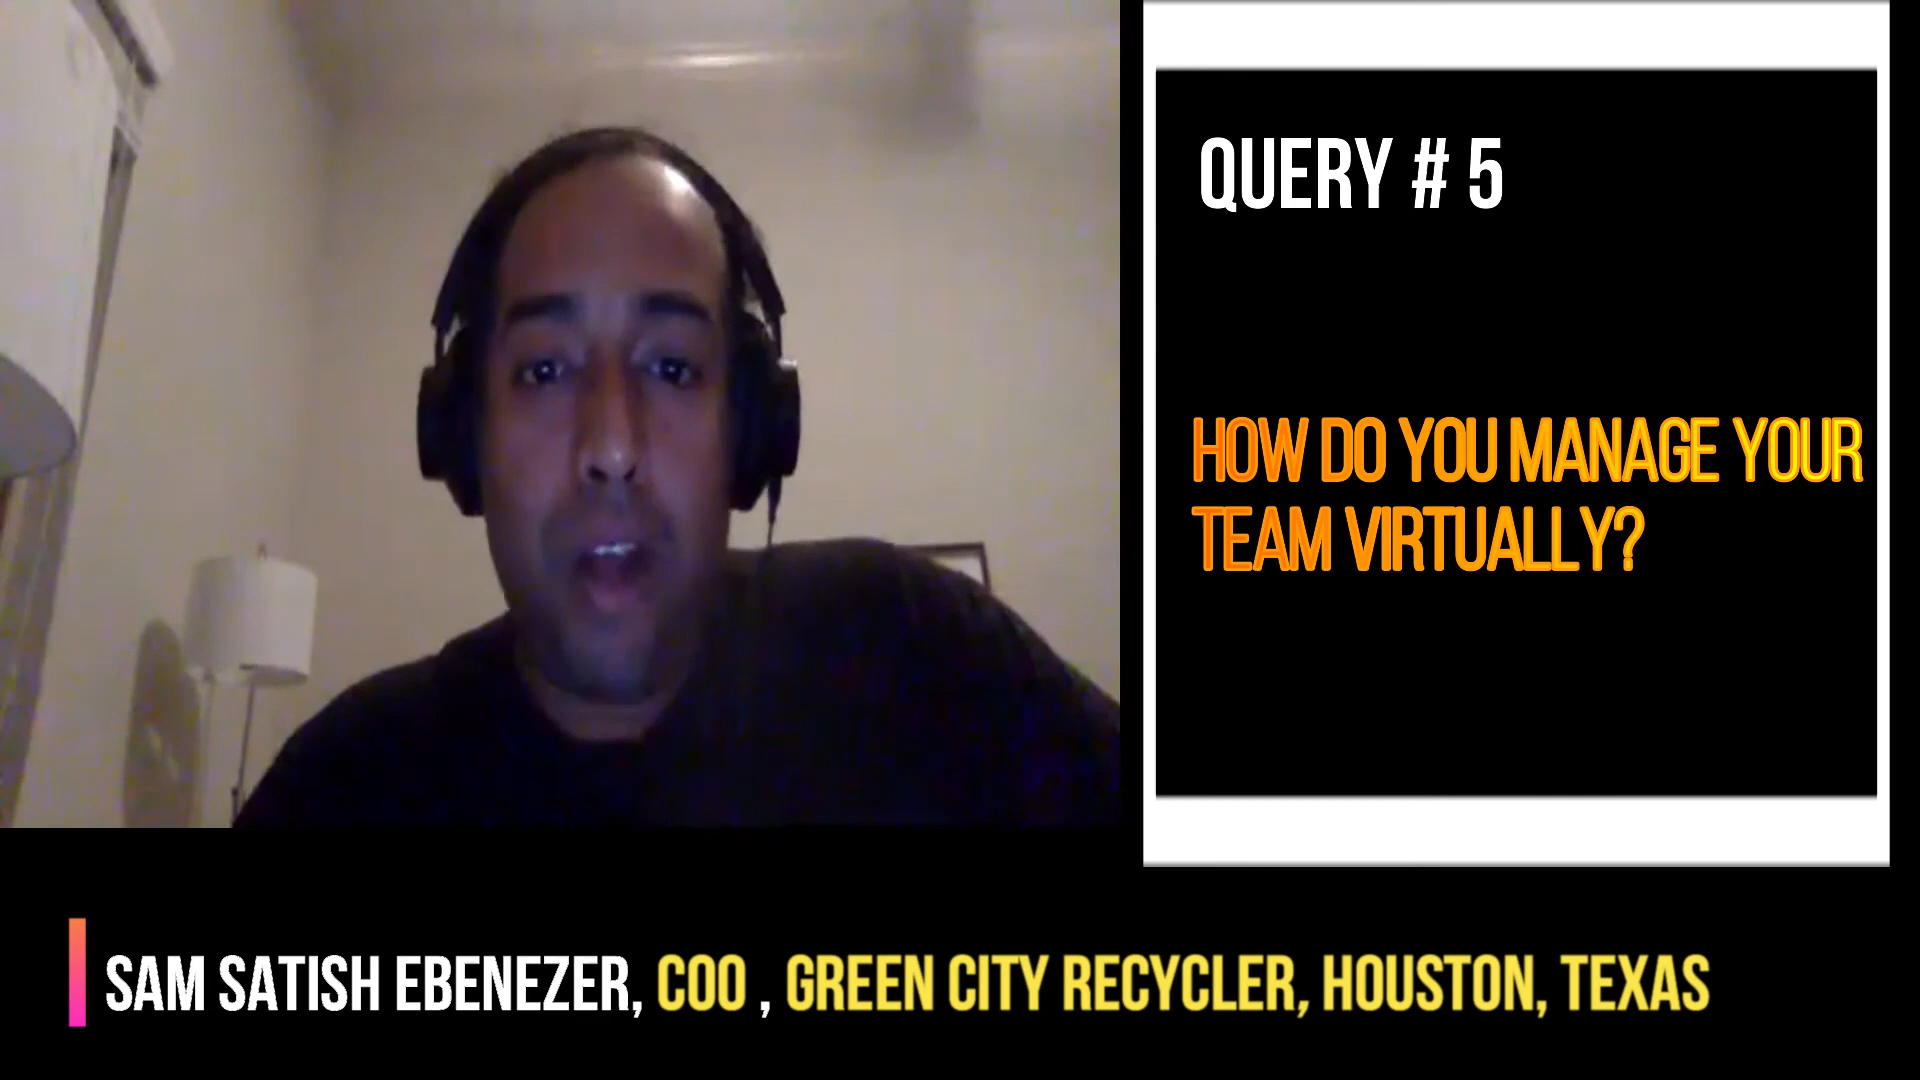 QUERY # 5
HOW DO YOU MANAGE YOUR
TEAM VIRTUALLY?
SAM SATISH EBENEZER, COO , GREEN CITY RECYCLER, HOUSTON, TEXAS